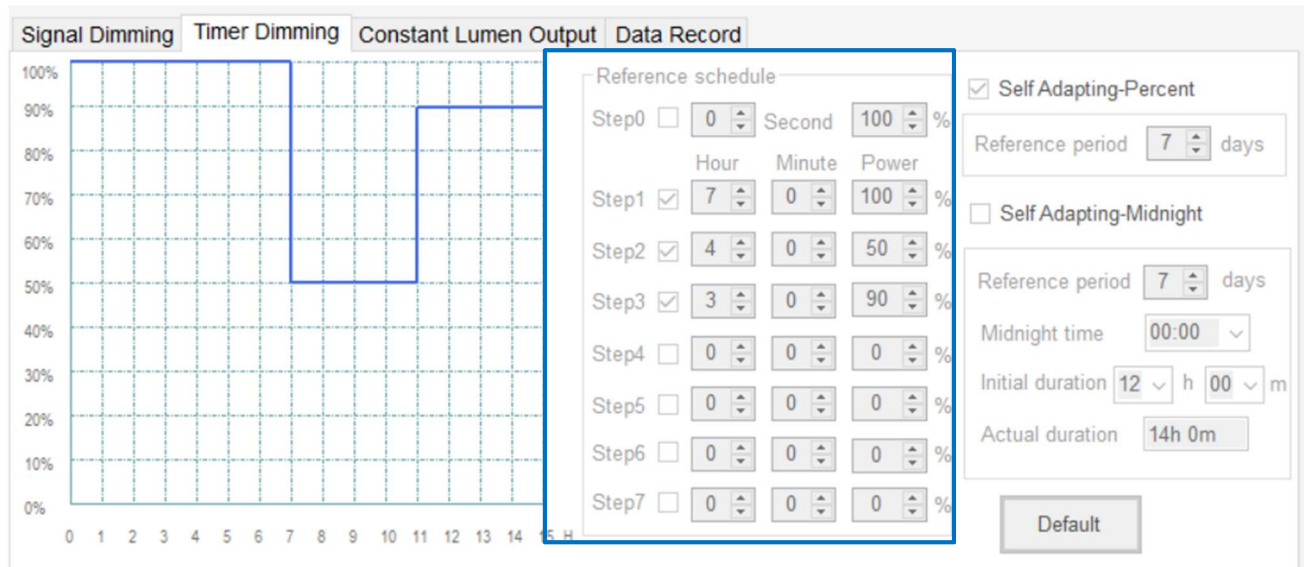 Signal Dimming Timer Dimming Constant Lumen Output Data Record
100%
90%
80%
70%
60%
50%
40%
30%
20%
10%
0%
0 1 2 3 4 5 6 7 8 9 10 11 12 13 14 15 H
Reference schedule
Step0 0 Second 100 %
Hour Minute Power
Step1 7 0 100 %
Step2 4 0 50 %
Step3 3 0 90 %
Step4 0 0 0 %
Step5 0 0 0 %
Step6 0 0 0 %
Step7 0 0 0 %
Self Adapting-Percent
Reference period 7 days
Self Adapting-Midnight
Reference period 7 days
Midnight time 00:00
Initial duration 12 h 00 m
Actual duration 14h 0m
Default